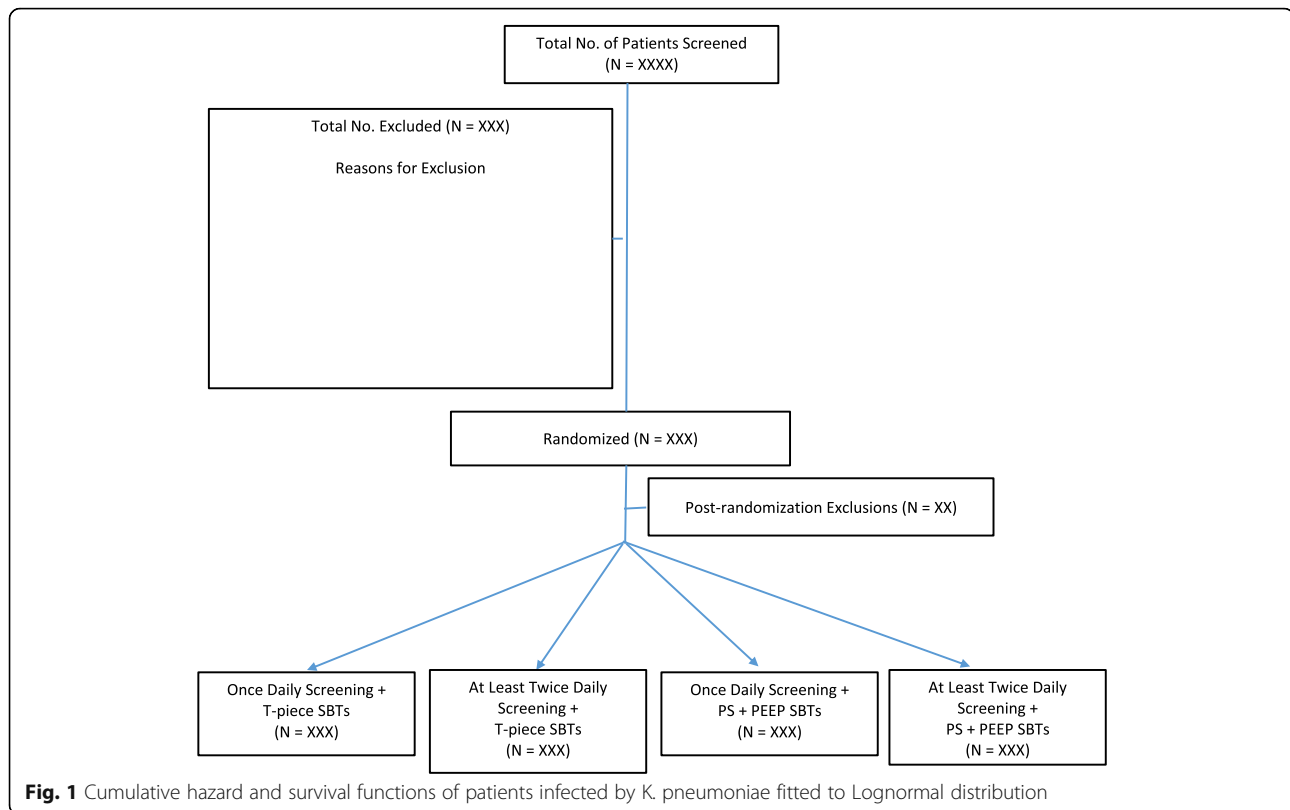 Total No. of Patients Screened
(N = XXXX)
Total No. Excluded (N = XXX)
Reasons for Exclusion
Randomized (N = XXX)
Post-randomization Exclusions (N = XX)
Once Daily Screening +
T-piece SBTs
(N = XXX)
At Least Twice Daily
Screening +
T-piece SBTs
(N = XXX)
Once Daily Screening +
PS + PEEP SBTs
(N = XXX)
At Least Twice Daily
Screening +
PS + PEEP SBTs
(N = XXX)
Fig. 1 Cumulative hazard and survival functions of patients infected by K. pneumoniae fitted to Lognormal distribution